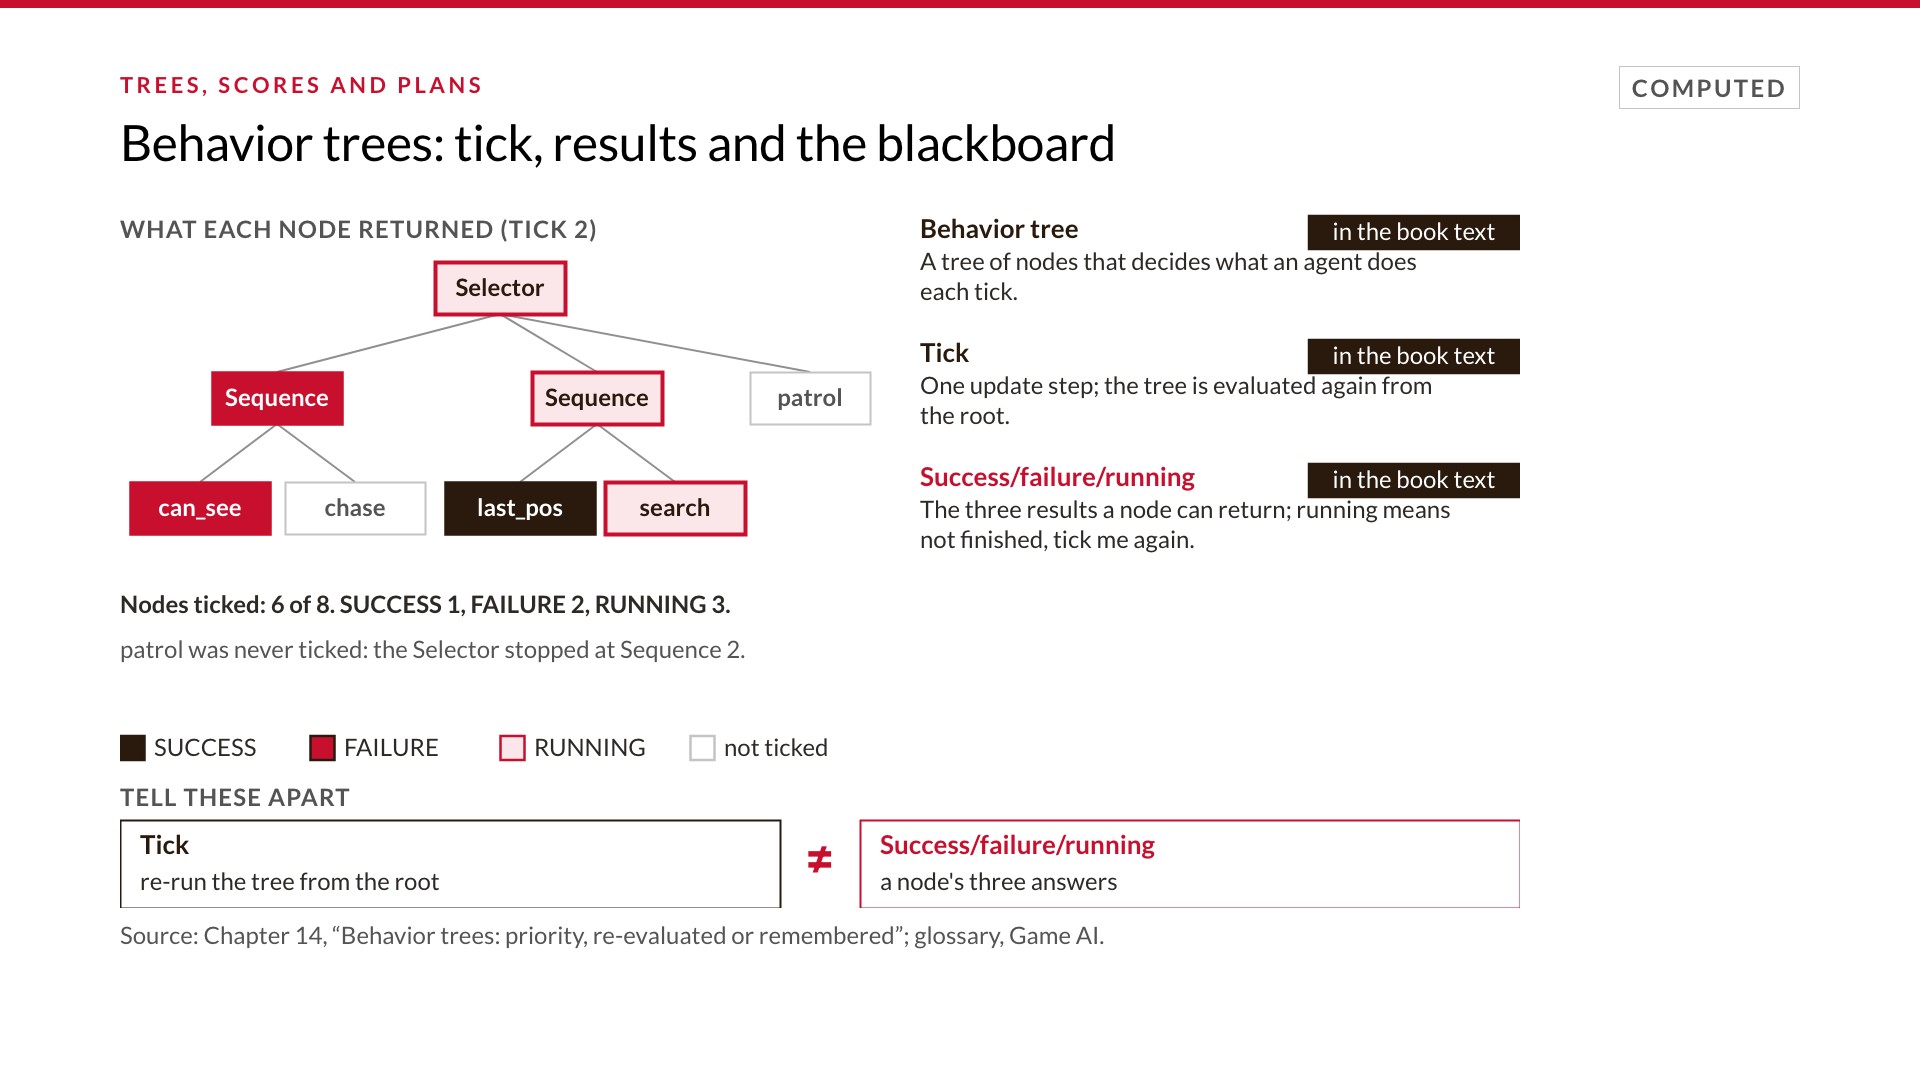 TREES, SCORES AND PLANS
COMPUTED
Behavior trees: tick, results and the blackboard
WHAT EACH NODE RETURNED (TICK 2)
Selector
Sequence
Sequence
patrol
can_see
chase
last_pos
search
Nodes ticked: 6 of 8. SUCCESS 1, FAILURE 2, RUNNING 3.
patrol was never ticked: the Selector stopped at Sequence 2.
SUCCESS
FAILURE
RUNNING
not ticked
Behavior tree
in the book text
A tree of nodes that decides what an agent does
each tick.
Tick
in the book text
One update step; the tree is evaluated again from
the root.
Success/failure/running
in the book text
The three results a node can return; running means
not finished, tick me again.
TELL THESE APART
Tick
re-run the tree from the root
≠
Success/failure/running
a node's three answers
Source: Chapter 14, “Behavior trees: priority, re-evaluated or remembered”; glossary, Game AI.